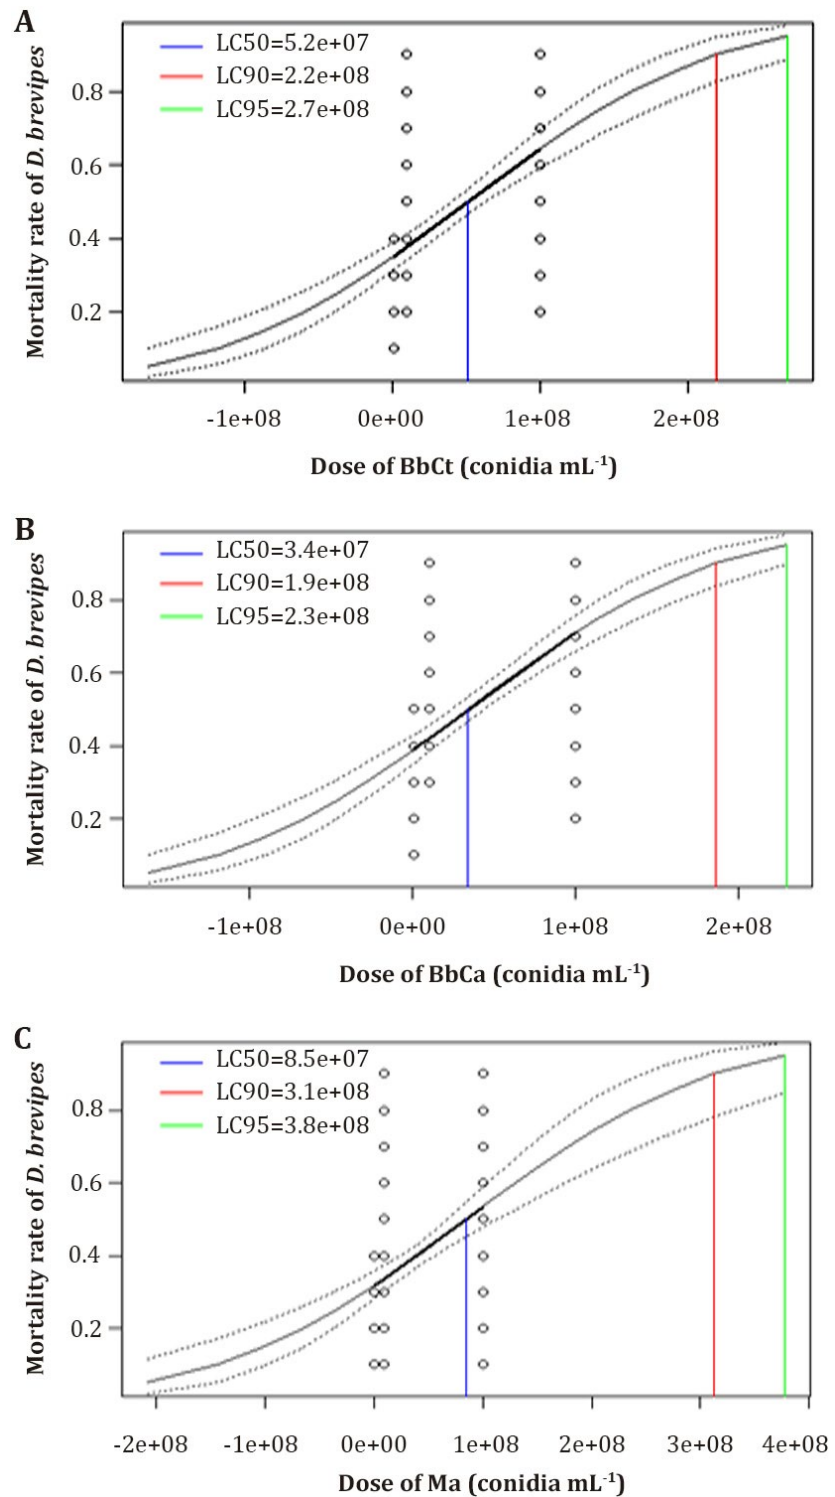 A
LC50=5.2e+07
LC90=2.2e+08
LC95=2.7e+08
Mortality rate of D. brevipes
0.8
0.6
0.4
0.2
-1e+08 0e+00 1e+08 2e+08
Dose of BbCt (conidia mL-1)
B
LC50=3.4e+07
LC90=1.9e+08
LC95=2.3e+08
Mortality rate of D. brevipes
0.8
0.6
0.4
0.2
-1e+08 0e+00 1e+08 2e+08
Dose of BbCa (conidia mL-1)
C
LC50=8.5e+07
LC90=3.1e+08
LC95=3.8e+08
Mortality rate of D. brevipes
0.8
0.6
0.4
0.2
-2e+08 -1e+08 0e+00 1e+08 2e+08 3e+08 4e+08
Dose of Ma (conidia mL-1)